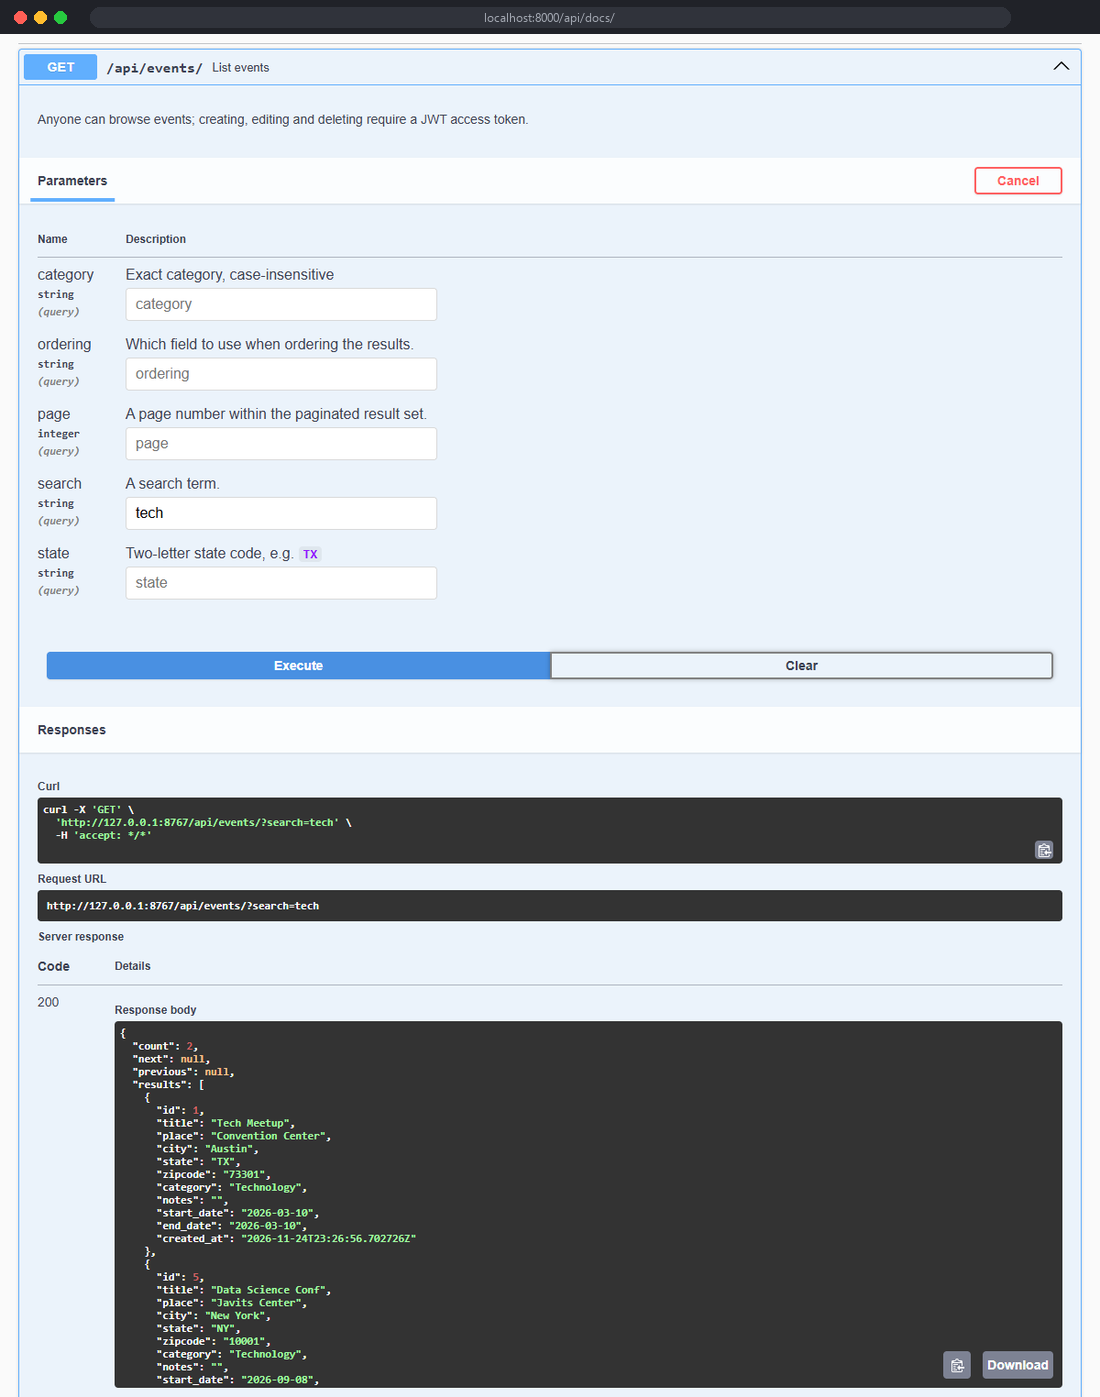 localhost:8000/api/docs/
GET /api/events/ List events
Anyone can browse events; creating, editing and deleting require a JWT access token.
Parameters
Cancel
Name Description
category Exact category, case-insensitive
string
(query)
category
ordering Which field to use when ordering the results.
string
(query)
ordering
page A page number within the paginated result set.
integer
(query)
page
search A search term.
string
(query)
tech
state Two-letter state code, e.g. TX
string
(query)
state
Execute
Clear
Responses
Curl
curl -X 'GET' \
'http://127.0.0.1:8767/api/events/?search=tech' \
-H 'accept: */*'
Request URL
http://127.0.0.1:8767/api/events/?search=tech
Server response
Code Details
200
Response body
{
"count": 2,
"next": null,
"previous": null,
"results": [
{
"id": 1,
"title": "Tech Meetup",
"place": "Convention Center",
"city": "Austin",
"state": "TX",
"zipcode": "73301",
"category": "Technology",
"notes": "",
"start_date": "2026-03-10",
"end_date": "2026-03-10",
"created_at": "2026-11-24T23:26:56.702726Z"
},
{
"id": 5,
"title": "Data Science Conf",
"place": "Javits Center",
"city": "New York",
"state": "NY",
"zipcode": "10001",
"category": "Technology",
"notes": "",
"start_date": "2026-09-08",
Download